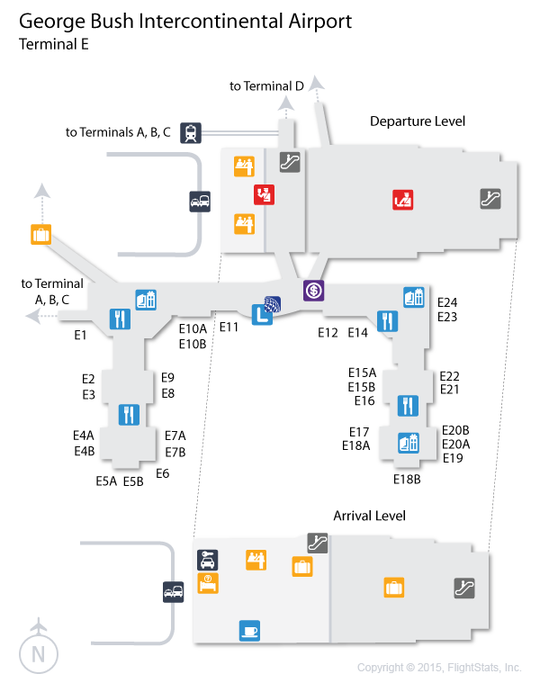 George Bush Intercontinental Airport
Terminal E
to Terminal D
to Terminals A, B, C
Departure Level
to Terminal
A, B, C
E1
E10A
E10B
E11
E12
E14
E24
E23
E2
E3
E9
E8
E15A
E15B
E16
E22
E21
E4A
E4B
E7A
E7B
E17
E18A
E20B
E20A
E19
E5A
E5B
E6
E18B
L
$
Arrival Level
N
Copyright © 2015, FlightStats, Inc.